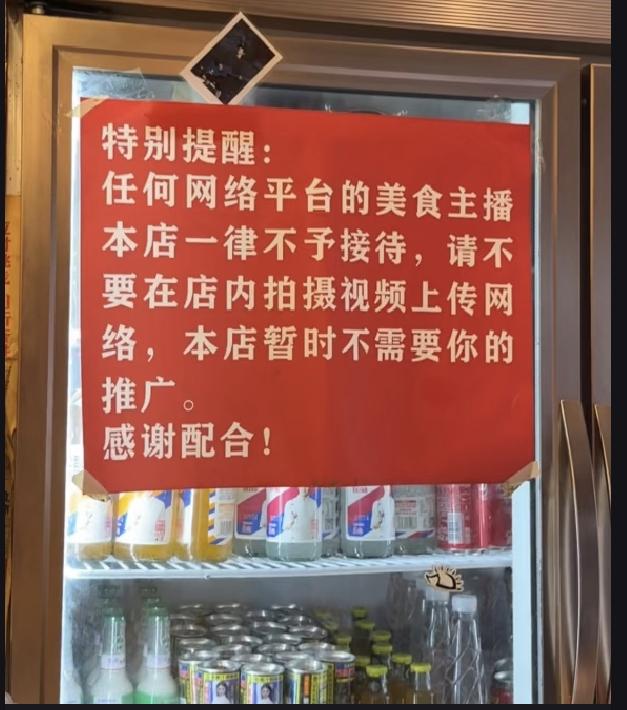 特别提醒:
任何网络平台的美食主播
本店一律不予接待，请不
要在店内拍摄视频上传网
络，本店暂时不需要你的
推广。
感谢配合!